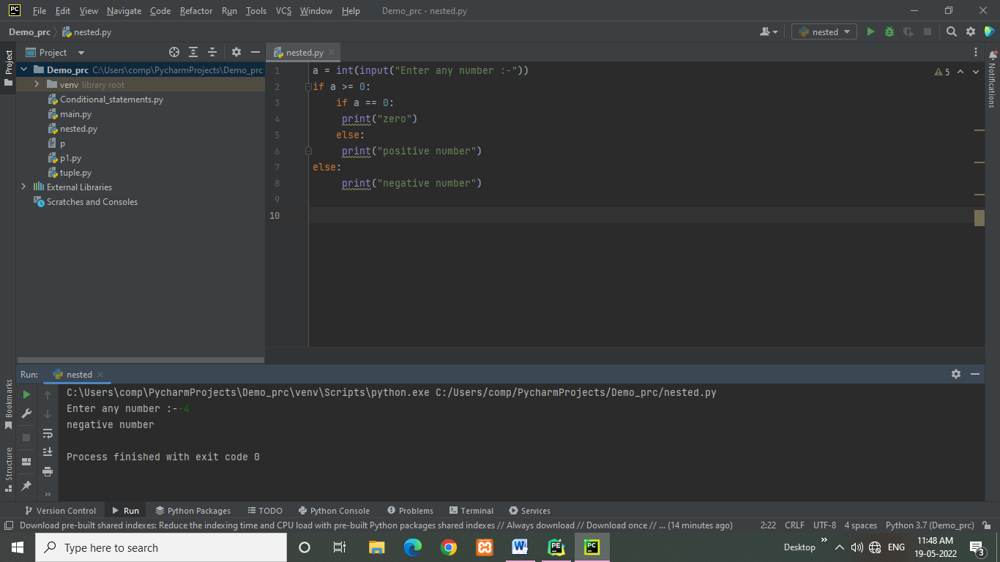 PC File Edit View Navigate Code Refactor Run Tools VCS Window Help Demo_prc - nested.py
Demo_prc nested.py nested
Project nested.py
Project
Notifications
Demo_prc C:\Users\comp\PycharmProjects\Demo_prc
venv library root
Conditional_statements.py
main.py
nested.py
p
p1.py
tuple.py
External Libraries
Scratches and Consoles
1 a = int(input("Enter any number :-")) 5
2 if a >= 0:
3     if a == 0:
4      print("zero")
5     else:
6      print("positive number")
7 else:
8      print("negative number")
9
10
Run: nested
C:\Users\comp\PycharmProjects\Demo_prc\venv\Scripts\python.exe C:/Users/comp/PycharmProjects/Demo_prc/nested.py
Enter any number :--4
negative number
Process finished with exit code 0
Bookmarks
Structure
Version Control Run Python Packages TODO Python Console Problems Terminal Services
Download pre-built shared indexes: Reduce the indexing time and CPU load with pre-built Python packages shared indexes // Always download // Download once // ... (14 minutes ago) 2:22 CRLF UTF-8 4 spaces Python 3.7 (Demo_prc)
Type here to search W PE PC Desktop ENG 11:48 AM
19-05-2022 3